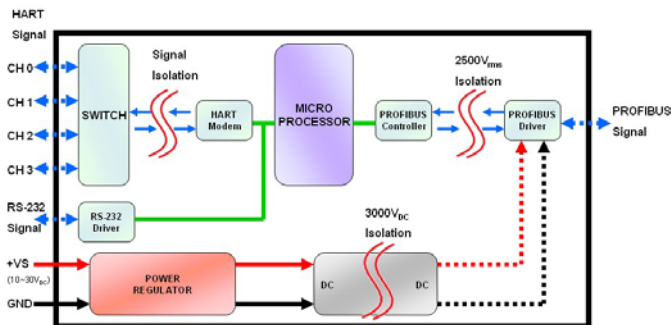 HART
Signal
CH 0
CH 1
CH 2
CH 3
SWITCH
Signal
Isolation
HART
Modem
MICRO
PROCESSOR
PROFIBUS
Controller
2500Vrms
Isolation
PROFIBUS
Driver
PROFIBUS
Signal
RS-232
Signal
RS-232
Driver
3000VDC
Isolation
+VS
(10~30VDC)
GND
POWER
REGULATOR
DC
DC